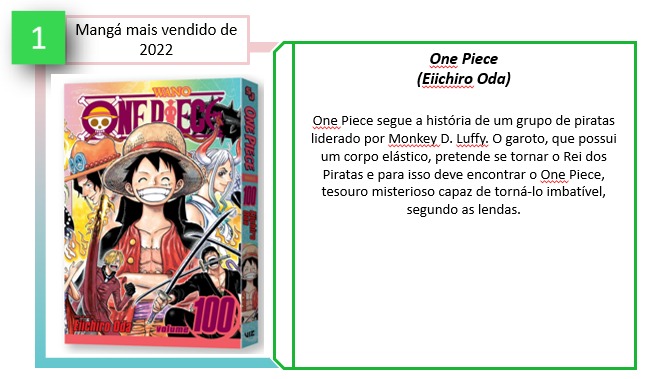 1
Mangá mais vendido de
2022
One Piece
(Eiichiro Oda)
One Piece segue a história de um grupo de piratas
liderado por Monkey D. Luffy. O garoto, que possui
um corpo elástico, pretende se tornar o Rei dos
Piratas e para isso deve encontrar o One Piece,
tesouro misterioso capaz de torná-lo imbatível,
segundo as lendas.
WANO
ONE PIECE
Eiichiro Oda
volume 100
ONE PIECE
100
VIZ